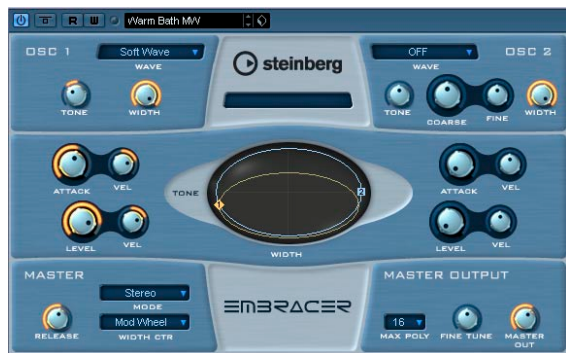 R W Warm Bath MW
OSC 1 Soft Wave OFF OSC 2
WAVE steinberg WAVE
TONE WIDTH TONE COARSE FINE WIDTH
ATTACK VEL TONE 1 2 ATTACK VEL
LEVEL VEL WIDTH LEVEL VEL
MASTER MASTER OUTPUT
Stereo
MODE
EMBRACER
Mod Wheel 16
RELEASE WIDTH CTR MAX POLY FINE TUNE MASTER OUT